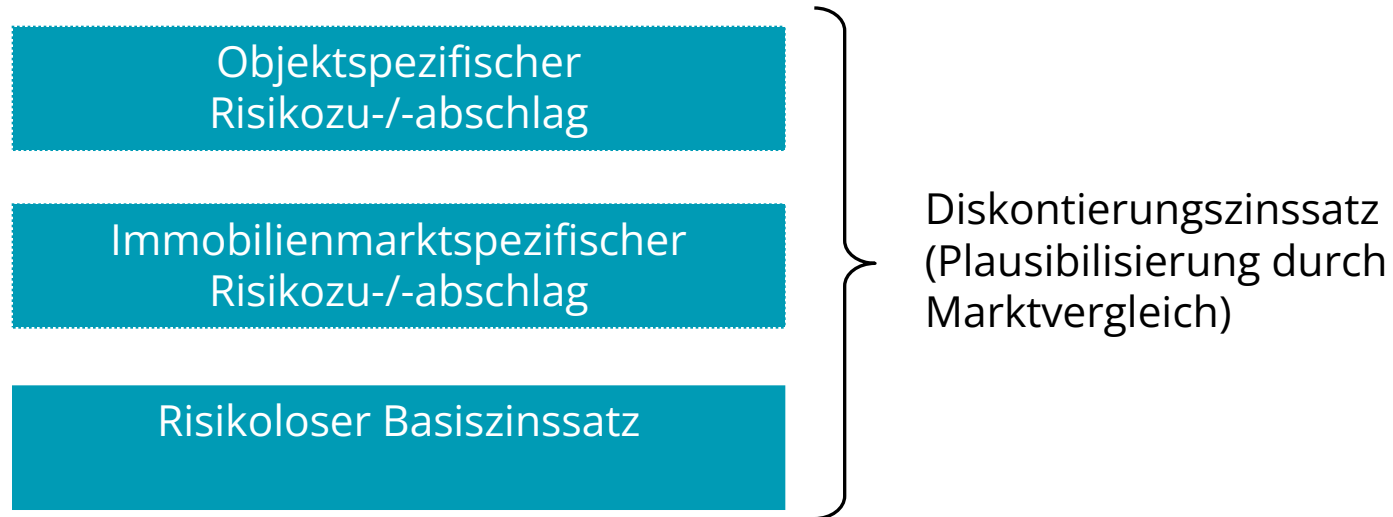 Objektspezifischer
Risikozu-/-abschlag
Immobilienmarktspezifischer
Risikozu-/-abschlag
Risikoloser Basiszinssatz
Diskontierungszinssatz
(Plausibilisierung durch
Marktvergleich)